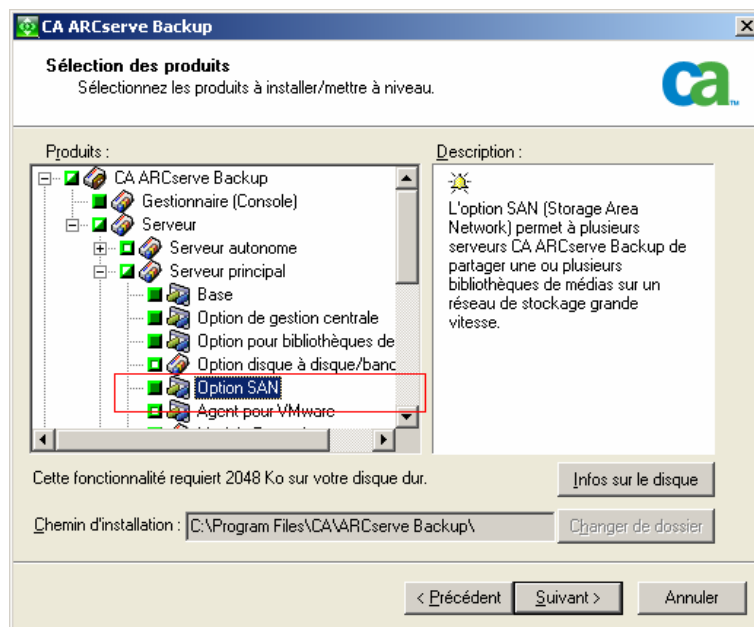 CA ARCserve Backup
Sélection des produits
Sélectionnez les produits à installer/mettre à niveau.
ca
TM
Produits :
CA ARCserve Backup
Gestionnaire (Console)
Serveur
Serveur autonome
Serveur principal
Base
Option de gestion centrale
Option pour bibliothèques de
Option disque à disque/banc
Option SAN
Agent pour VMware
Description :
L'option SAN (Storage Area
Network) permet à plusieurs
serveurs CA ARCserve Backup de
partager une ou plusieurs
bibliothèques de médias sur un
réseau de stockage grande
vitesse.
Cette fonctionnalité requiert 2048 Ko sur votre disque dur.
Infos sur le disque
Chemin d'installation : C:\Program Files\CA\ARCserve Backup\
Changer de dossier
< Précédent
Suivant >
Annuler